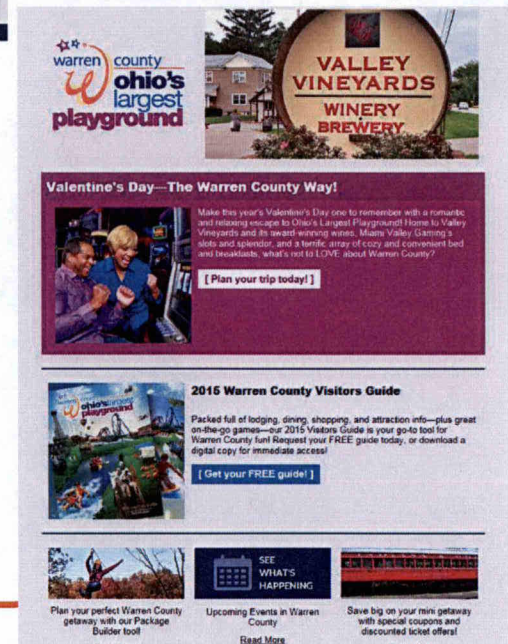 warren county
ohio's
largest
playground
VALLEY
VINEYARDS
WINERY
BREWERY
Valentine's Day—The Warren County Way!
Make this year's Valentine's Day one to remember with a romantic
and relaxing escape to Ohio's Largest Playground! Home to Valley
Vineyards and its award-winning wines, Miami Valley Gaming's
slots and splendor, and a terrific array of cozy and convenient bed
and breakfasts, what's not to LOVE about Warren County?
[ Plan your trip today! ]
ohio's largest
playground
2015 Warren County Visitors Guide
Packed full of lodging, dining, shopping, and attraction info—plus great
on-the-go games—our 2015 Visitors Guide is your go-to tool for
Warren County fun! Request your FREE guide today, or download a
digital copy for immediate access!
[ Get your FREE guide! ]
SEE
WHAT'S
HAPPENING
Plan your perfect Warren County
getaway with our Package
Builder tool!
Upcoming Events in Warren
County
Read More
Save big on your mini getaway
with special coupons and
discounted ticket offers!